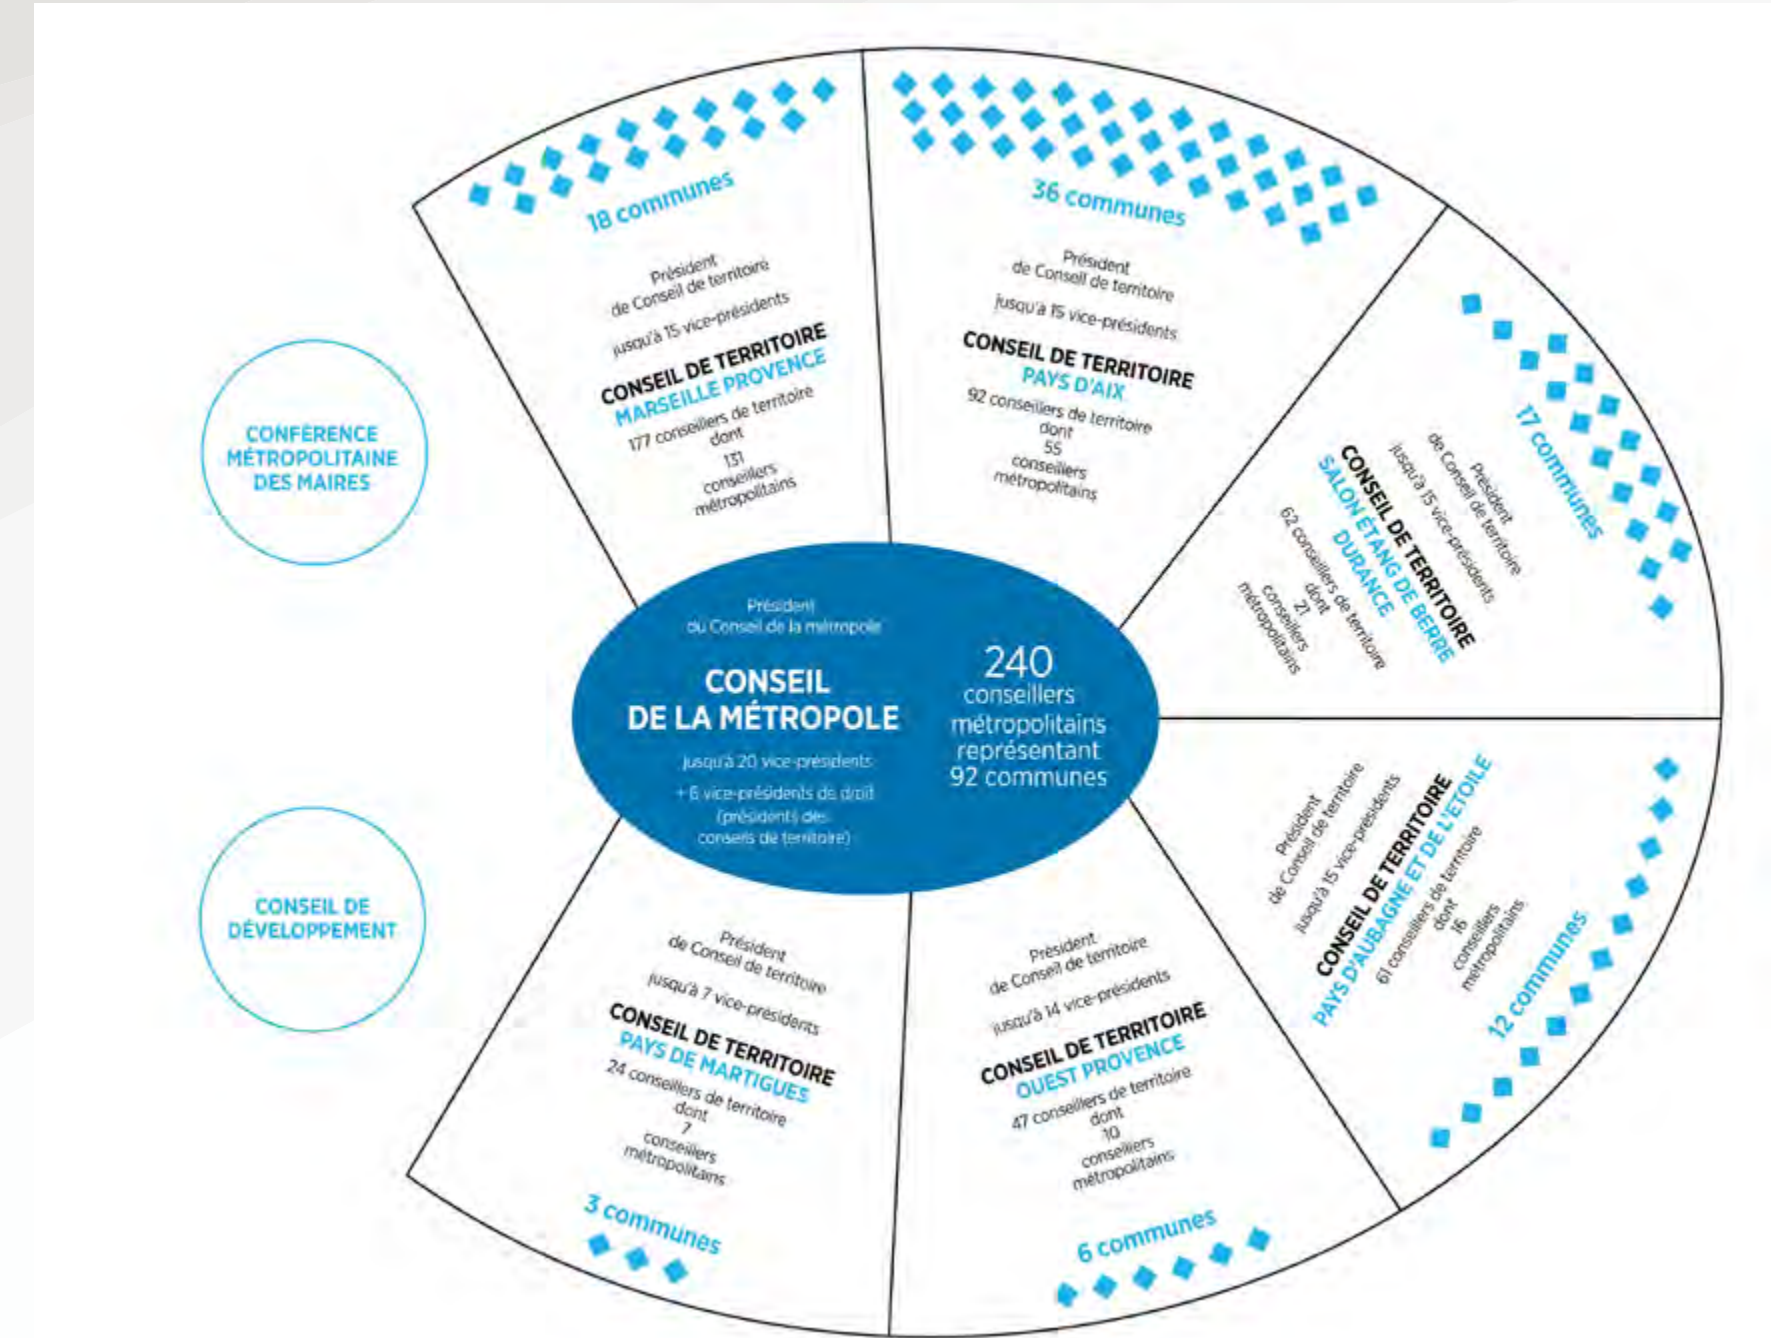 CONFÉRENCE
MÉTROPOLITAINE
DES MAIRES
CONSEIL DE
DÉVELOPPEMENT
18 communes
Président
de Conseil de territoire
jusqu'à 15 vice-présidents
CONSEIL DE TERRITOIRE
MARSEILLE PROVENCE
177 conseillers de territoire
dont
131
conseillers
métropolitains
36 communes
Président
de Conseil de territoire
jusqu'à 15 vice-présidents
CONSEIL DE TERRITOIRE
PAYS D'AIX
92 conseillers de territoire
dont
55
conseillers
métropolitains
17 communes
Président
de Conseil de territoire
jusqu'à 15 vice-présidents
CONSEIL DE TERRITOIRE
SALON ÉTANG DE BERRE
DURANCE
62 conseillers de territoire
dont
21
conseillers
métropolitains
Président
du Conseil de la métropole
CONSEIL
DE LA MÉTROPOLE
jusqu'à 20 vice-présidents
+ 6 vice-présidents de droit
(présidents des
conseils de territoire)
240
conseillers
métropolitains
représentant
92 communes
Président
de Conseil de territoire
jusqu'à 15 vice-présidents
CONSEIL DE TERRITOIRE
PAYS D'AUBAGNE ET DE L'ETOILE
61 conseillers de territoire
dont
16
conseillers
métropolitains
12 communes
Président
de Conseil de territoire
jusqu'à 14 vice-présidents
CONSEIL DE TERRITOIRE
OUEST PROVENCE
47 conseillers de territoire
dont
10
conseillers
métropolitains
6 communes
Président
de Conseil de territoire
jusqu'à 7 vice-présidents
CONSEIL DE TERRITOIRE
PAYS DE MARTIGUES
24 conseillers de territoire
dont
7
conseillers
métropolitains
3 communes